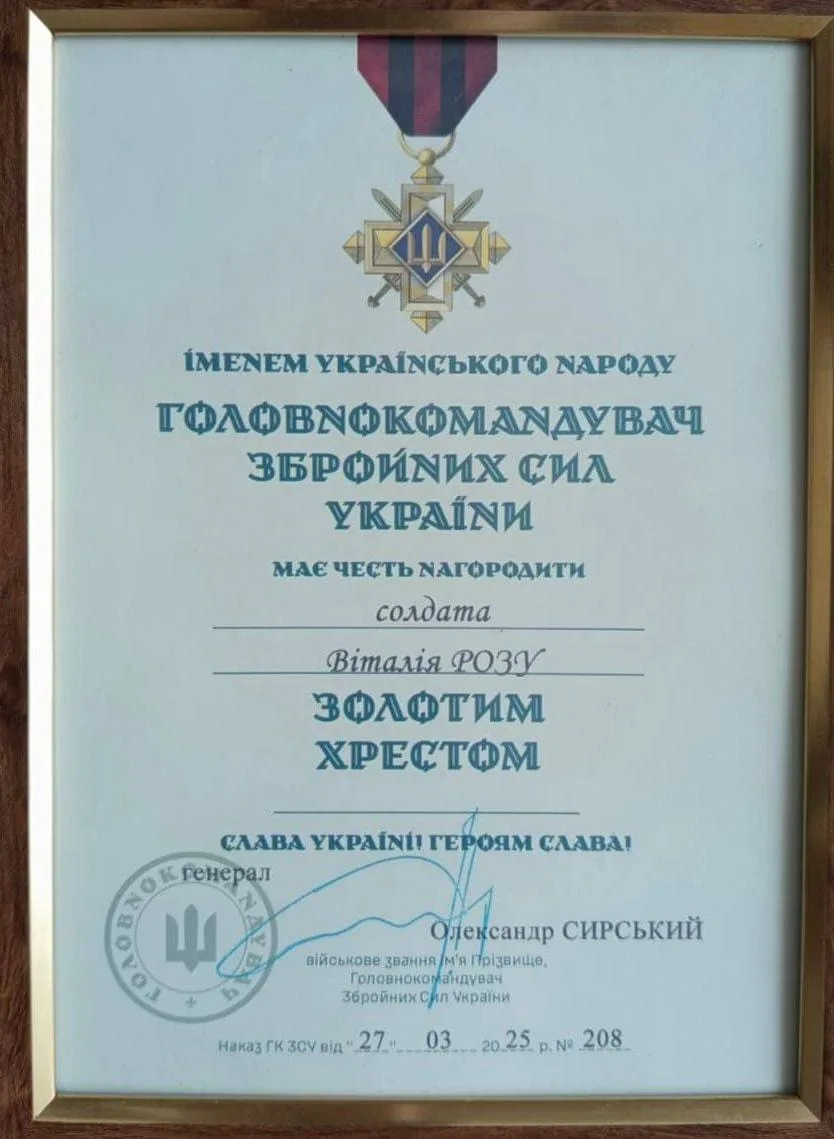 ІМЕНЕМ УКРАЇНСЬКОГО НАРОДУ
ГОЛОВНОКОМАНДУВАЧ
ЗБРОЙНИХ СИЛ
УКРАЇНИ
МАЄ ЧЕСТЬ НАГОРОДИТИ
солдата
Віталія РОЗУ
ЗОЛОТИМ
ХРЕСТОМ
СЛАВА УКРАЇНІ! ГЕРОЯМ СЛАВА!
генерал
ГОЛОВНОКОМАНДУВАЧ
Олександр СИРСЬКИЙ
військове звання Ім'я Прізвище,
Головнокомандувач
Збройних Сил України
Наказ ГК ЗСУ від "27" 03 2025 р. № 208